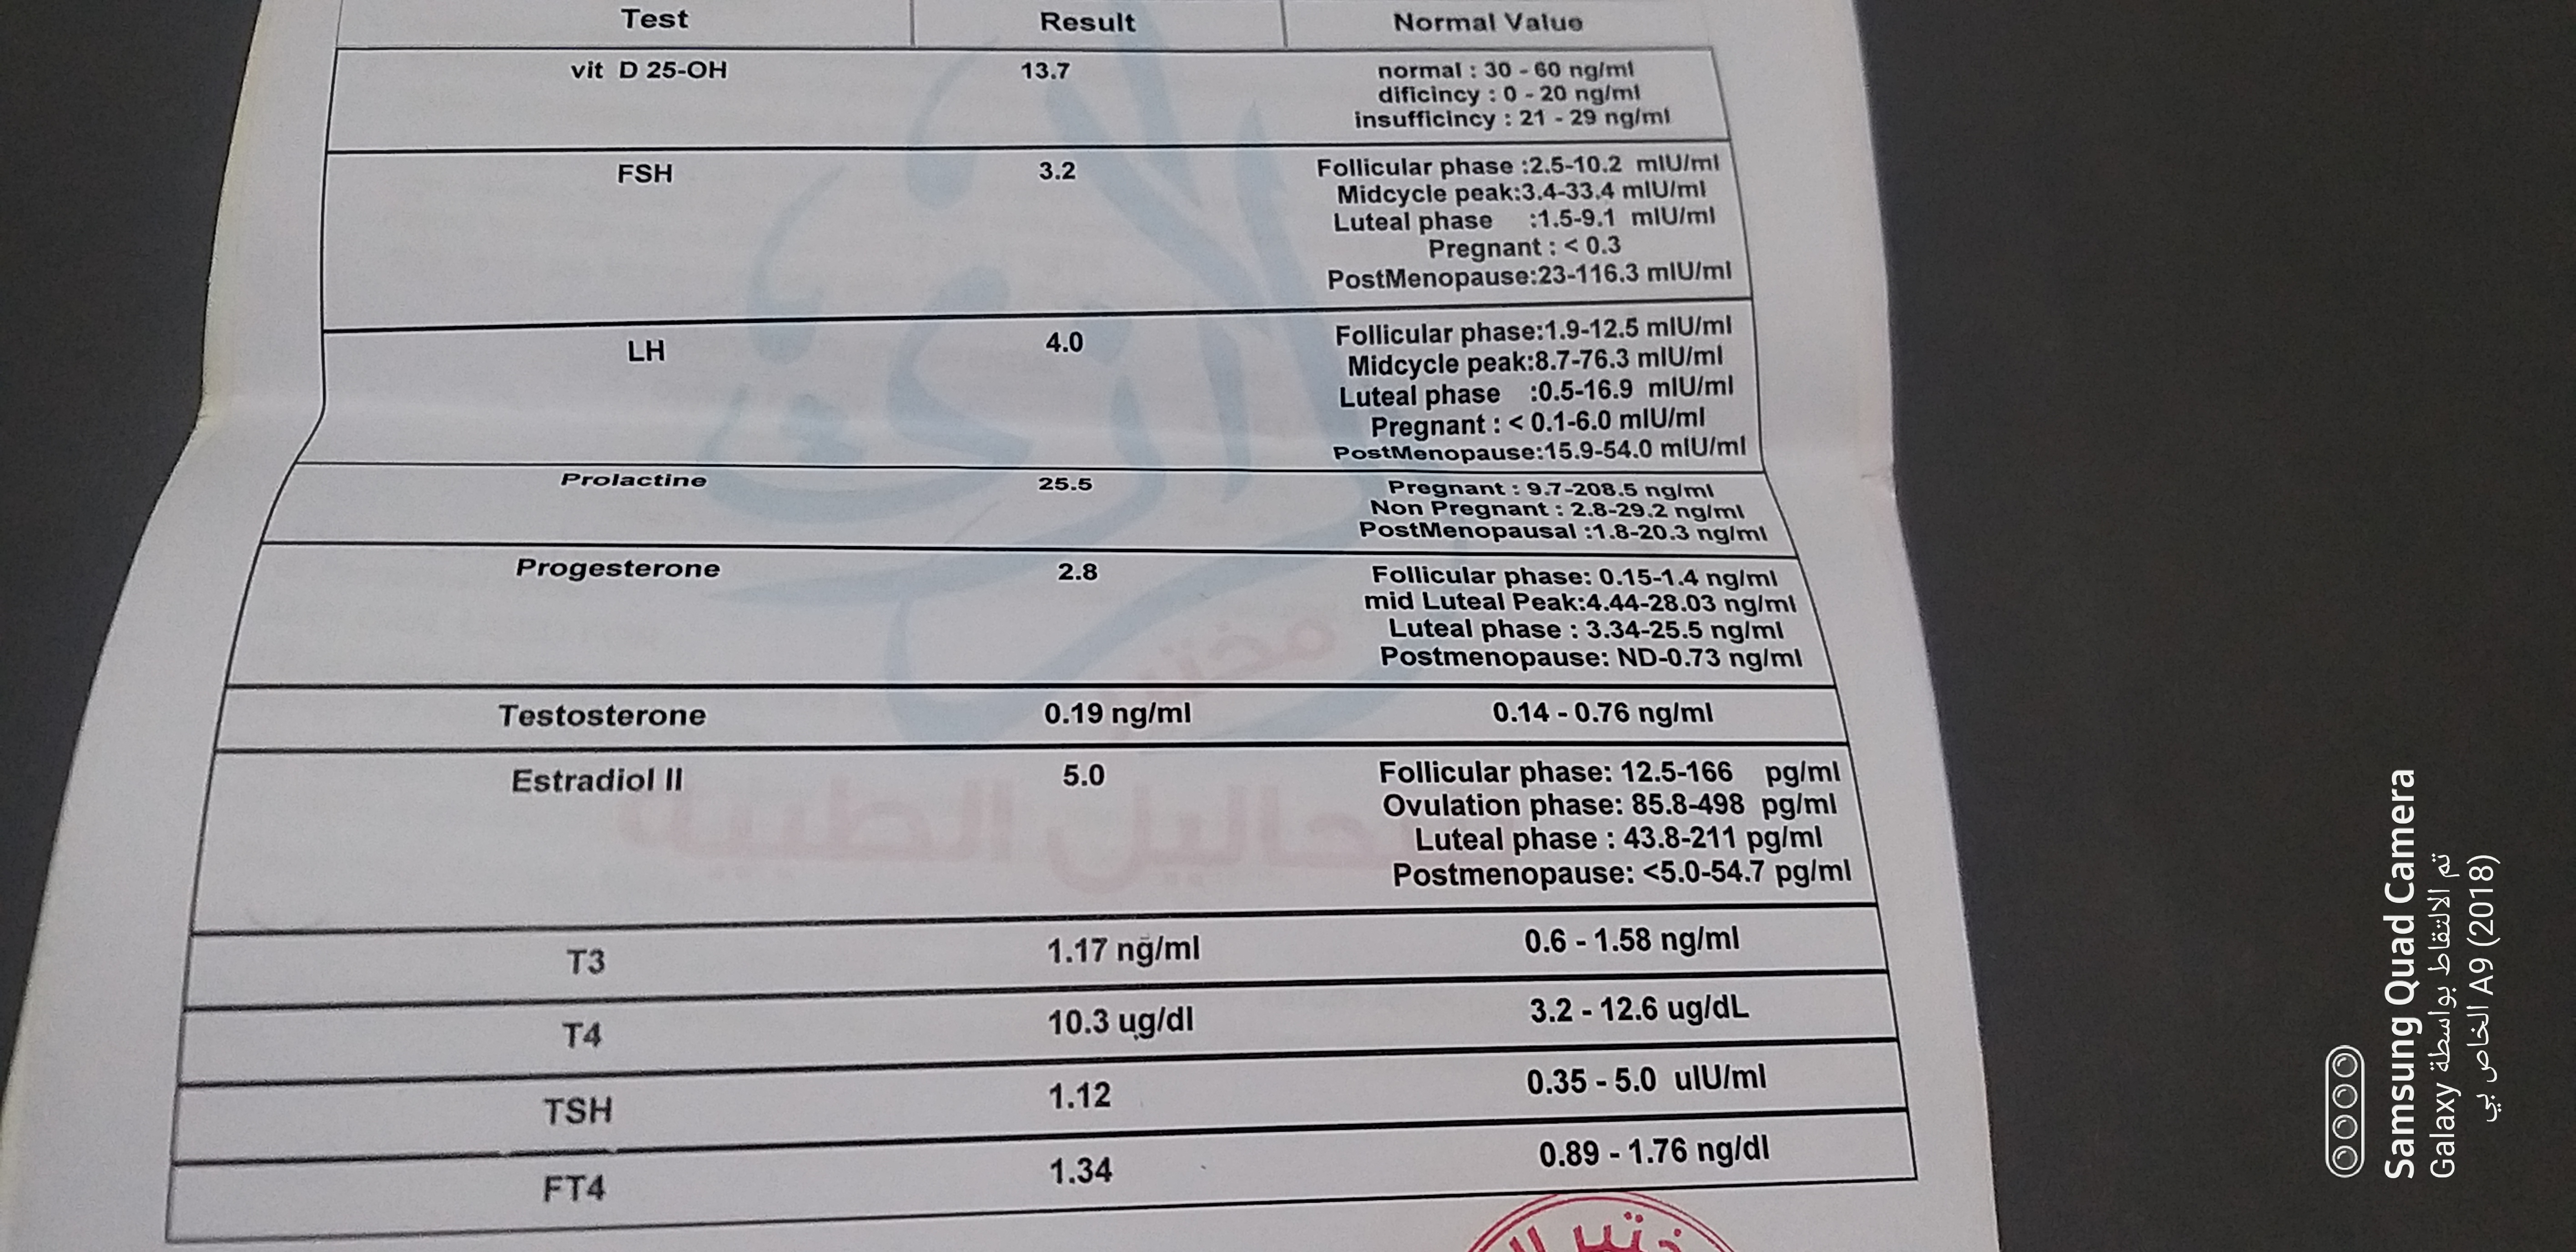 Test Result Normal Value
vit D 25-OH 13.7 normal : 30 - 60 ng/ml
dificincy : 0 - 20 ng/ml
insufficincy : 21 - 29 ng/ml
FSH 3.2 Follicular phase :2.5-10.2 mIU/ml
Midcycle peak:3.4-33.4 mIU/ml
Luteal phase :1.5-9.1 mIU/ml
Pregnant : < 0.3
PostMenopause:23-116.3 mIU/ml
LH 4.0 Follicular phase:1.9-12.5 mIU/ml
Midcycle peak:8.7-76.3 mIU/ml
Luteal phase :0.5-16.9 mIU/ml
Pregnant : < 0.1-6.0 mIU/ml
PostMenopause:15.9-54.0 mIU/ml
Prolactine 25.5 Pregnant : 9.7-208.5 ng/ml
Non Pregnant : 2.8-29.2 ng/ml
PostMenopausal :1.8-20.3 ng/ml
Progesterone 2.8 Follicular phase: 0.15-1.4 ng/ml
mid Luteal Peak:4.44-28.03 ng/ml
Luteal phase : 3.34-25.5 ng/ml
Postmenopause: ND-0.73 ng/ml
مختبر
Testosterone 0.19 ng/ml 0.14 - 0.76 ng/ml
Estradiol II 5.0 Follicular phase: 12.5-166 pg/ml
Ovulation phase: 85.8-498 pg/ml
Luteal phase : 43.8-211 pg/ml
Postmenopause: <5.0-54.7 pg/ml
الطبية
T3 1.17 ng/ml 0.6 - 1.58 ng/ml
T4 10.3 ug/dl 3.2 - 12.6 ug/dL
TSH 1.12 0.35 - 5.0 uIU/ml
FT4 1.34 0.89 - 1.76 ng/dl
Samsung Quad Camera
تم الالتقاط بواسطة Galaxy
A9 (2018) الخاص بي